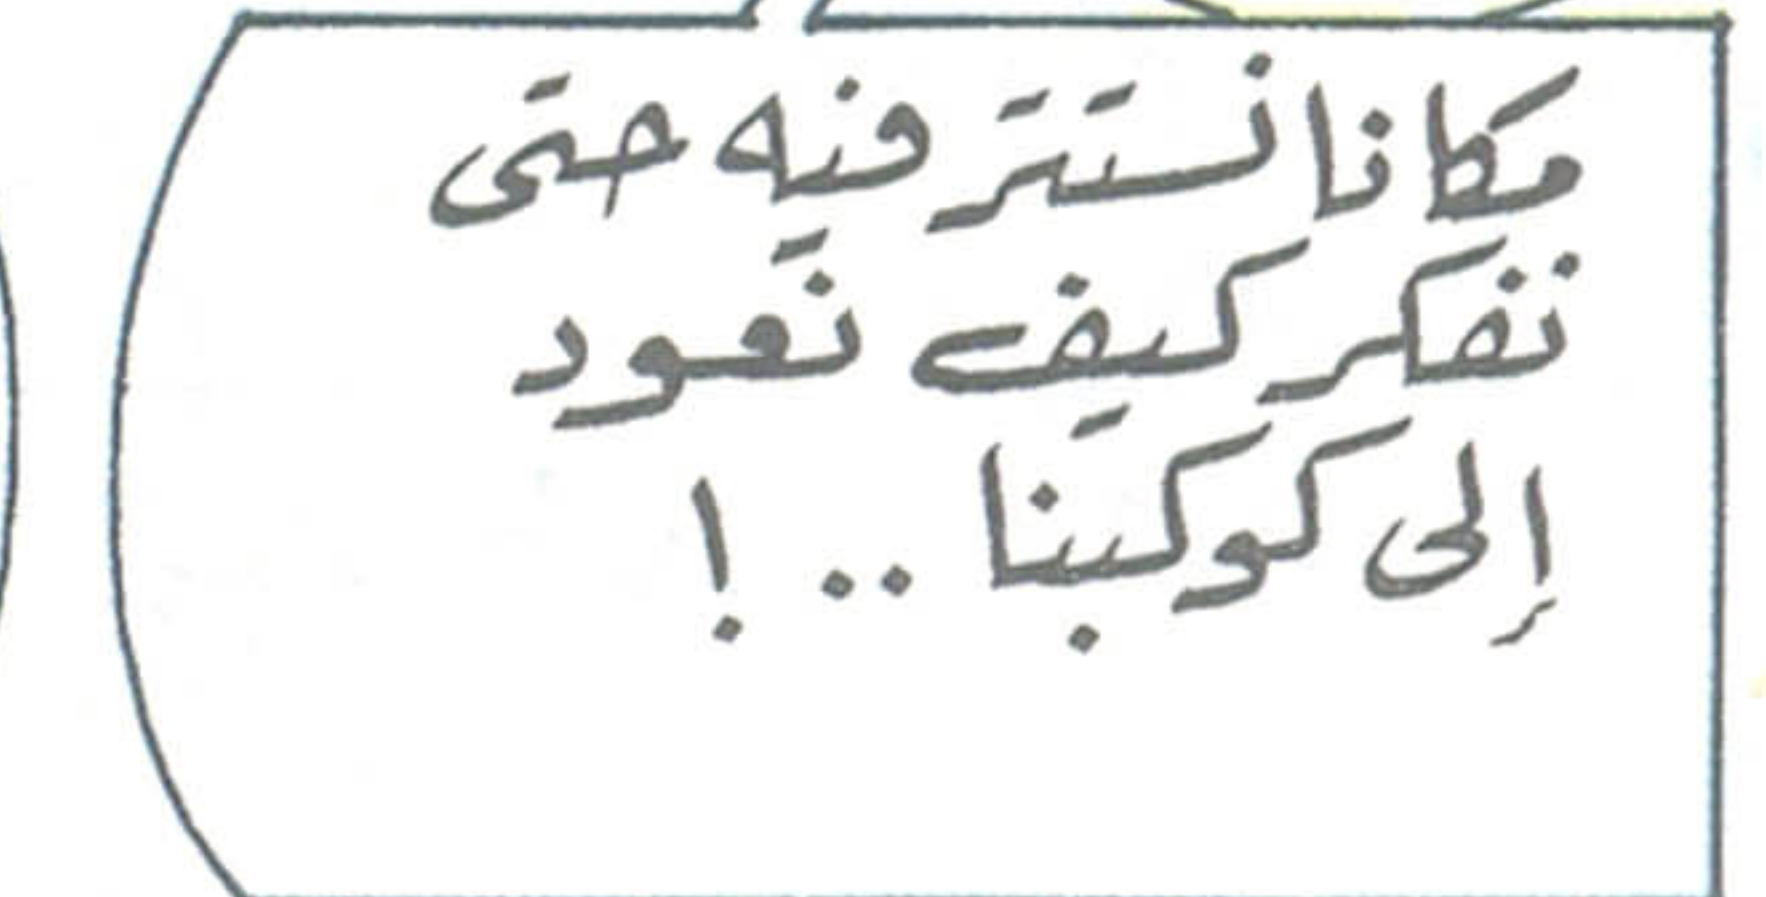 مكانا نستتر فيه حتى
نفكر كيف نعود
إلى كوكبنا ..!